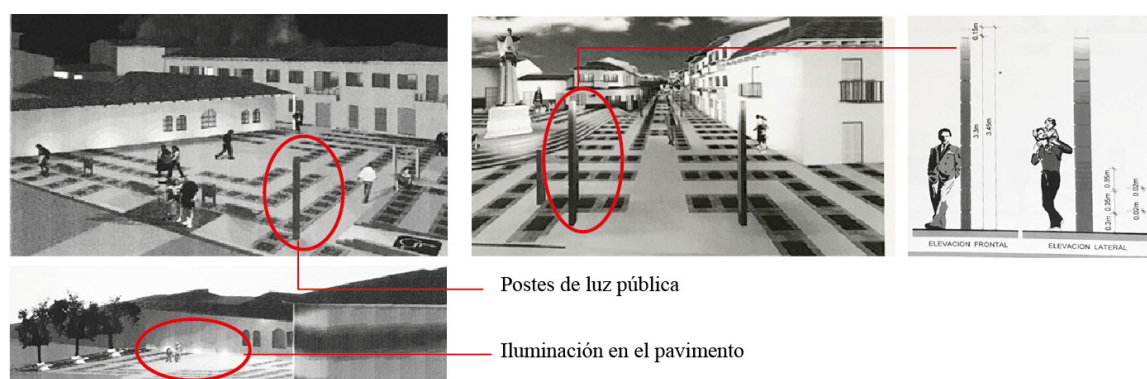 0.15m
3.3m
3.45m
0.35m
0.35m
0.3m
0.02m
0.02m
ELEVACION FRONTAL
ELEVACION LATERAL
Postes de luz pública
Iluminación en el pavimento